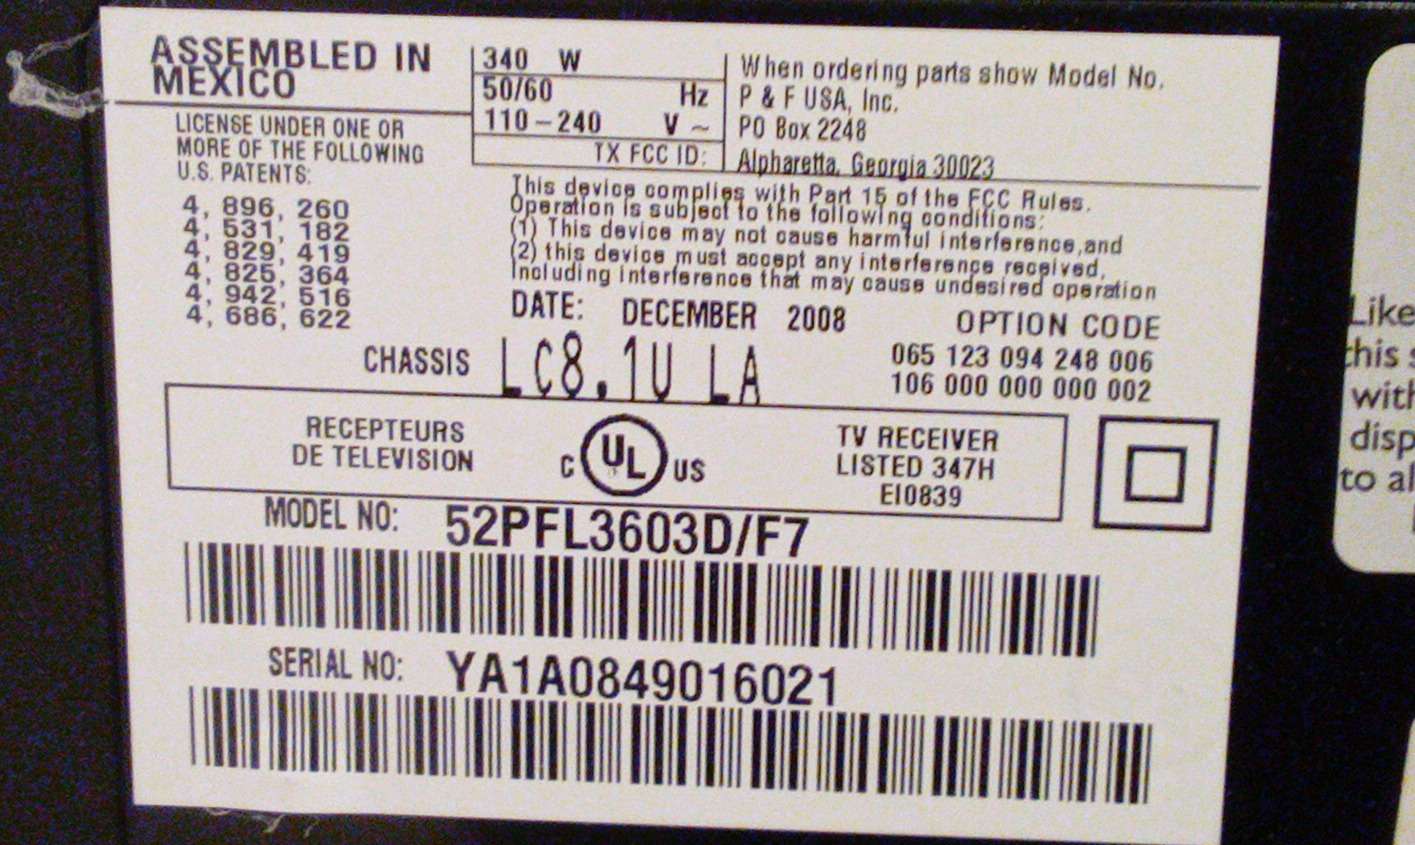 ASSEMBLED IN
MEXICO
340 W
50/60 Hz
110-240 V ~
TX FCC ID:
When ordering parts show Model No.
P & F USA, Inc.
PO Box 2248
Alpharetta, Georgia 30023
LICENSE UNDER ONE OR
MORE OF THE FOLLOWING
U.S. PATENTS:
4, 896, 260
4, 531, 182
4, 829, 419
4, 825, 364
4, 942, 516
4, 686, 622
This device complies with Part 15 of the FCC Rules.
Operation is subject to the following conditions:
(1) This device may not cause harmful interference,and
(2) this device must accept any interference received,
Including interference that may cause undesired operation
DATE: DECEMBER 2008
OPTION CODE
065 123 094 248 006
106 000 000 000 002
CHASSIS LC8.1U LA
RECEPTEURS
DE TELEVISION
C UL US
TV RECEIVER
LISTED 347H
EI0839
MODEL NO: 52PFL3603D/F7
SERIAL NO: YA1A0849016021
Like
this
with
disp
to al